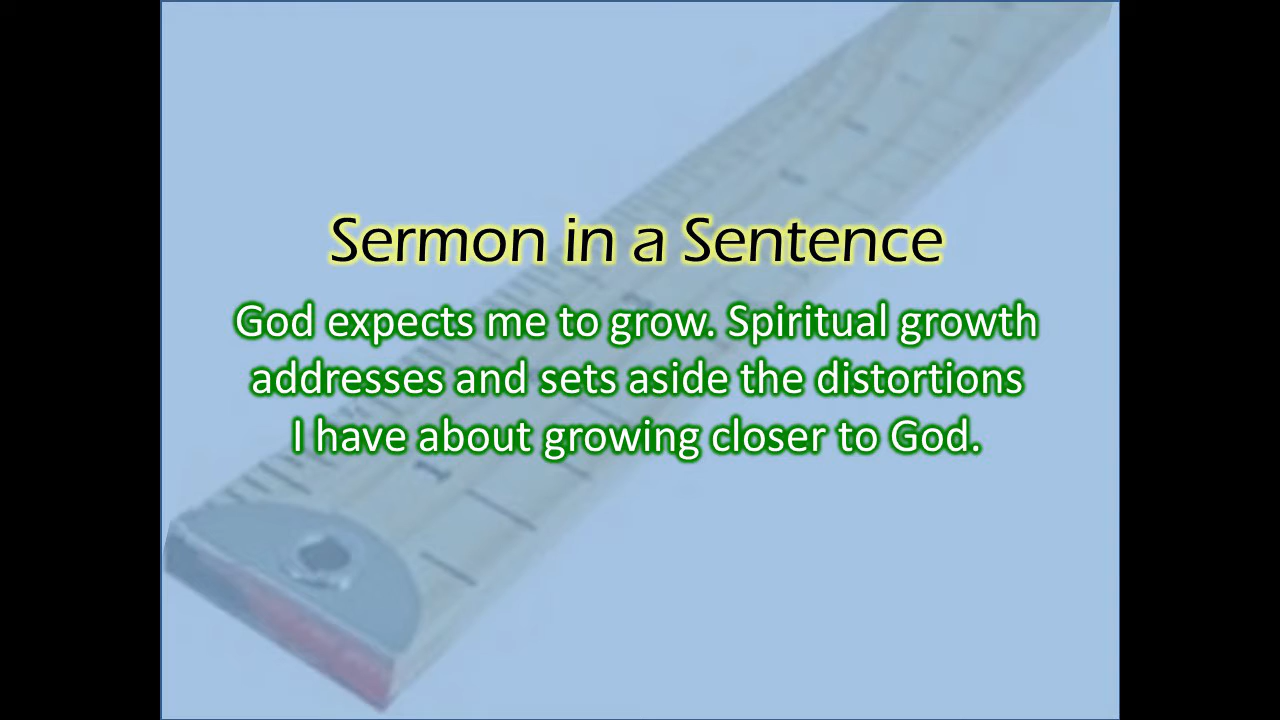 Sermon in a Sentence
God expects me to grow. Spiritual growth
addresses and sets aside the distortions
I have about growing closer to God.
1